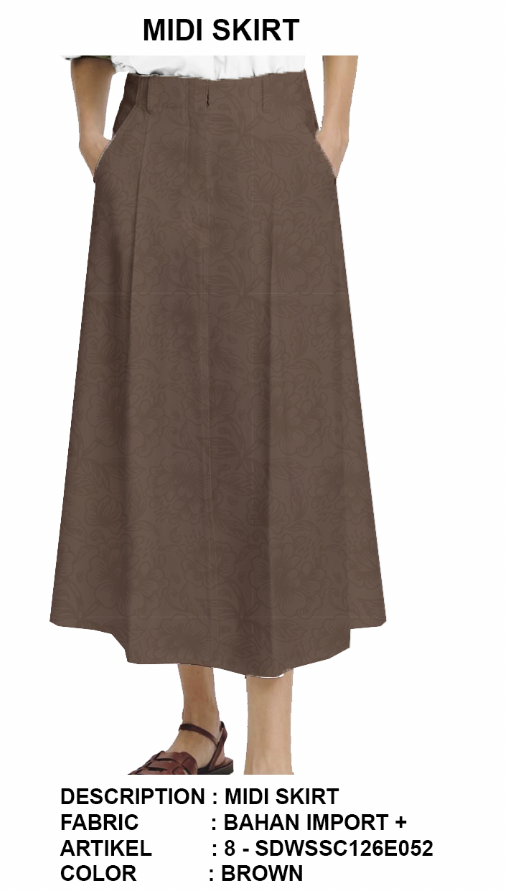 MIDI SKIRT
DESCRIPTION : MIDI SKIRT
FABRIC : BAHAN IMPORT +
ARTIKEL : 8 - SDWSSC126E052
COLOR : BROWN